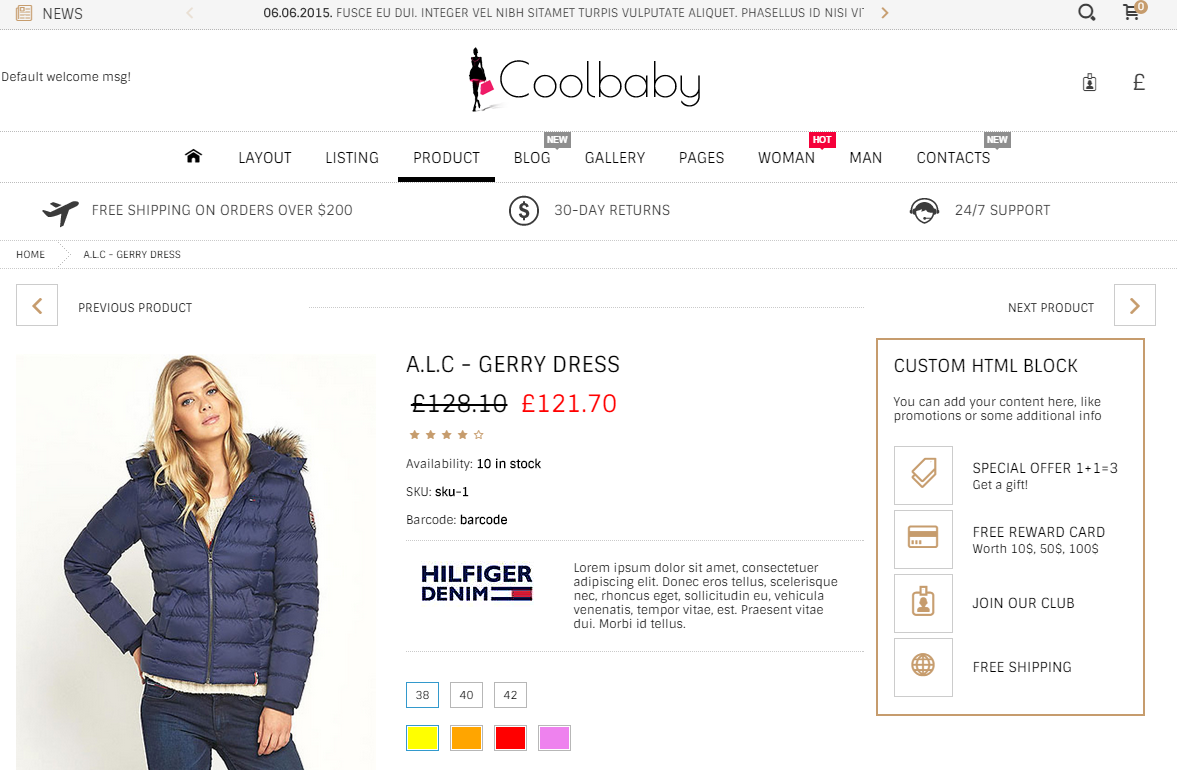 NEWS
06.06.2015. FUSCE EU DUI. INTEGER VEL NIBH SITAMET TURPIS VULPUTATE ALIQUET. PHASELLUS ID NISI
0
Default welcome msg!
Coolbaby
£
LAYOUT
LISTING
PRODUCT
BLOG
NEW
GALLERY
PAGES
WOMAN
HOT
MAN
CONTACTS
NEW
FREE SHIPPING ON ORDERS OVER $200
$
30-DAY RETURNS
24/7 SUPPORT
HOME
A.L.C - GERRY DRESS
PREVIOUS PRODUCT
NEXT PRODUCT
A.L.C - GERRY DRESS
£128.10 £121.70
Availability: 10 in stock
SKU: sku-1
Barcode: barcode
HILFIGER
DENIM
Lorem ipsum dolor sit amet, consectetuer
adipiscing elit. Donec eros tellus, scelerisque
nec, rhoncus eget, sollicitudin eu, vehicula
venenatis, tempor vitae, est. Praesent vitae
dui. Morbi id tellus.
38
40
42
CUSTOM HTML BLOCK
You can add your content here, like
promotions or some additional info
SPECIAL OFFER 1+1=3
Get a gift!
FREE REWARD CARD
Worth 10$, 50$, 100$
JOIN OUR CLUB
FREE SHIPPING